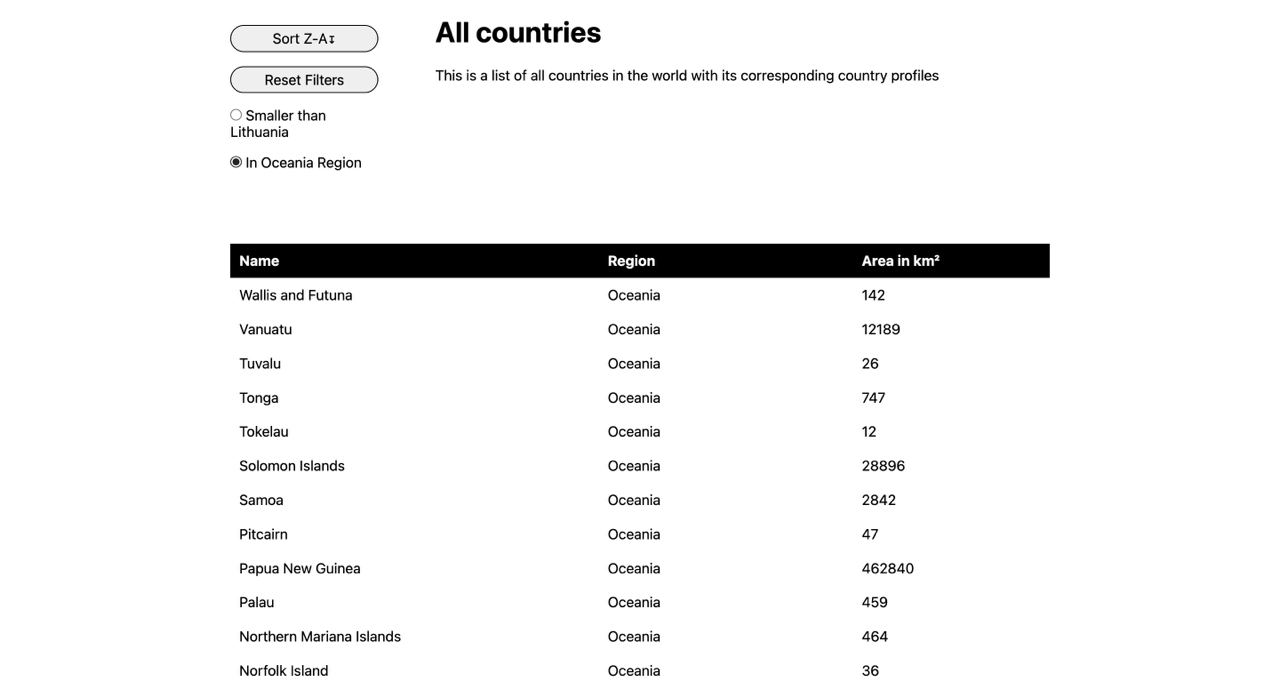 Sort Z-A↧
Reset Filters
Smaller than
Lithuania
In Oceania Region
All countries
This is a list of all countries in the world with its corresponding country profiles
Name Region Area in km²
Wallis and Futuna Oceania 142
Vanuatu Oceania 12189
Tuvalu Oceania 26
Tonga Oceania 747
Tokelau Oceania 12
Solomon Islands Oceania 28896
Samoa Oceania 2842
Pitcairn Oceania 47
Papua New Guinea Oceania 462840
Palau Oceania 459
Northern Mariana Islands Oceania 464
Norfolk Island Oceania 36